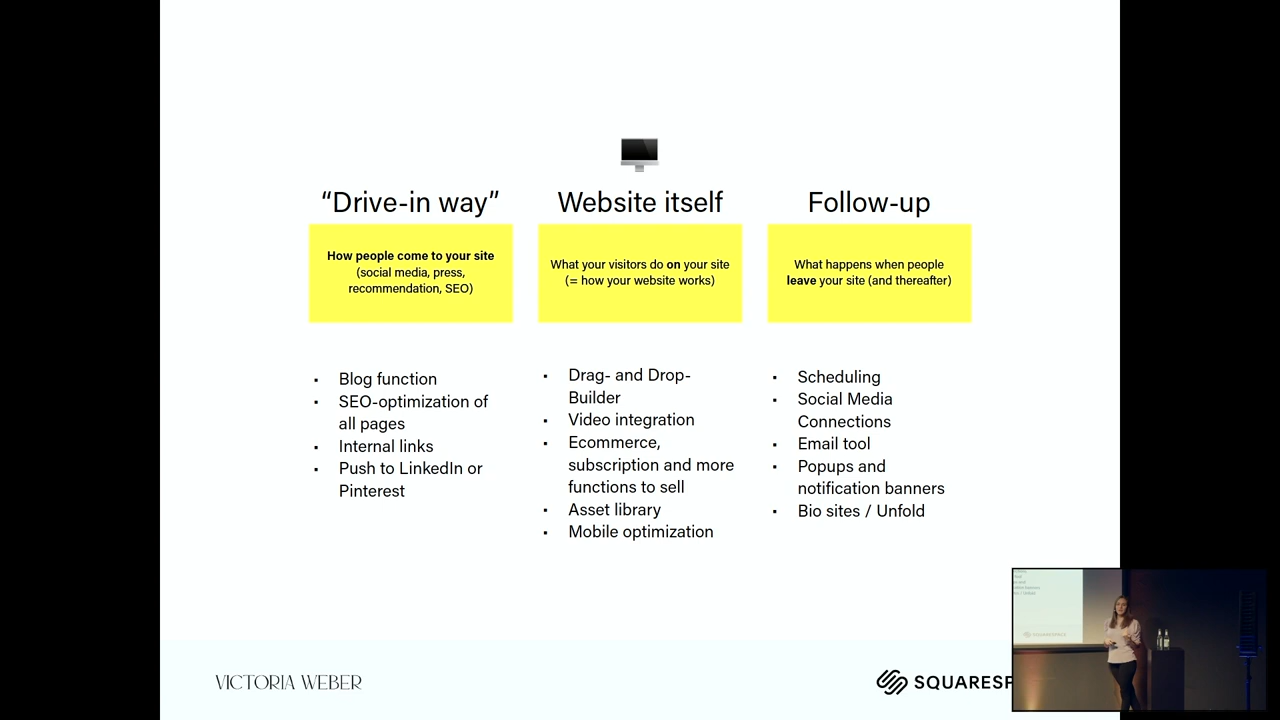 “Drive-in way”
How people come to your site
(social media, press,
recommendation, SEO)
▪ Blog function
▪ SEO-optimization of
all pages
▪ Internal links
▪ Push to LinkedIn or
Pinterest
Website itself
What your visitors do on your site
(= how your website works)
▪ Drag- and Drop-
Builder
▪ Video integration
▪ Ecommerce,
subscription and more
functions to sell
▪ Asset library
▪ Mobile optimization
Follow-up
What happens when people
leave your site (and thereafter)
▪ Scheduling
▪ Social Media
Connections
▪ Email tool
▪ Popups and
notification banners
▪ Bio sites / Unfold
VICTORIA WEBER
SQUARESP
SQUARESPACE